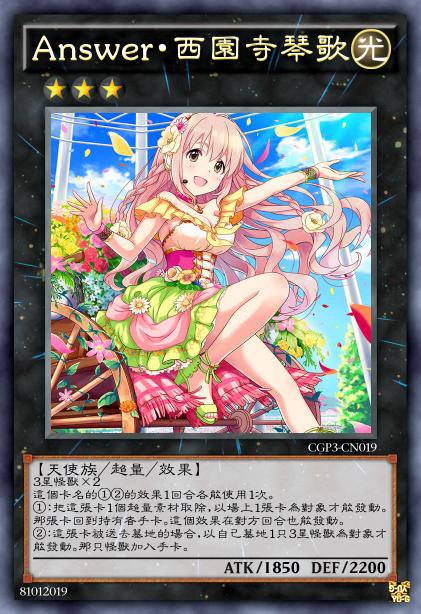 Answer・西園寺琴歌 光
CGP3-CN019
【天使族/超量/效果】
3星怪獸×2
這個卡名的①②的效果1回合各能使用1次。
①:把這張卡1個超量素材取除,以場上1張卡為對象才能發動。
那張卡回到持有者手卡。這個效果在對方回合也能發動。
②:這張卡被送去墓地的場合,以自己墓地1只3星怪獸為對象才
能發動。那只怪獸加入手卡。
ATK/1850 DEF/2200
81012019